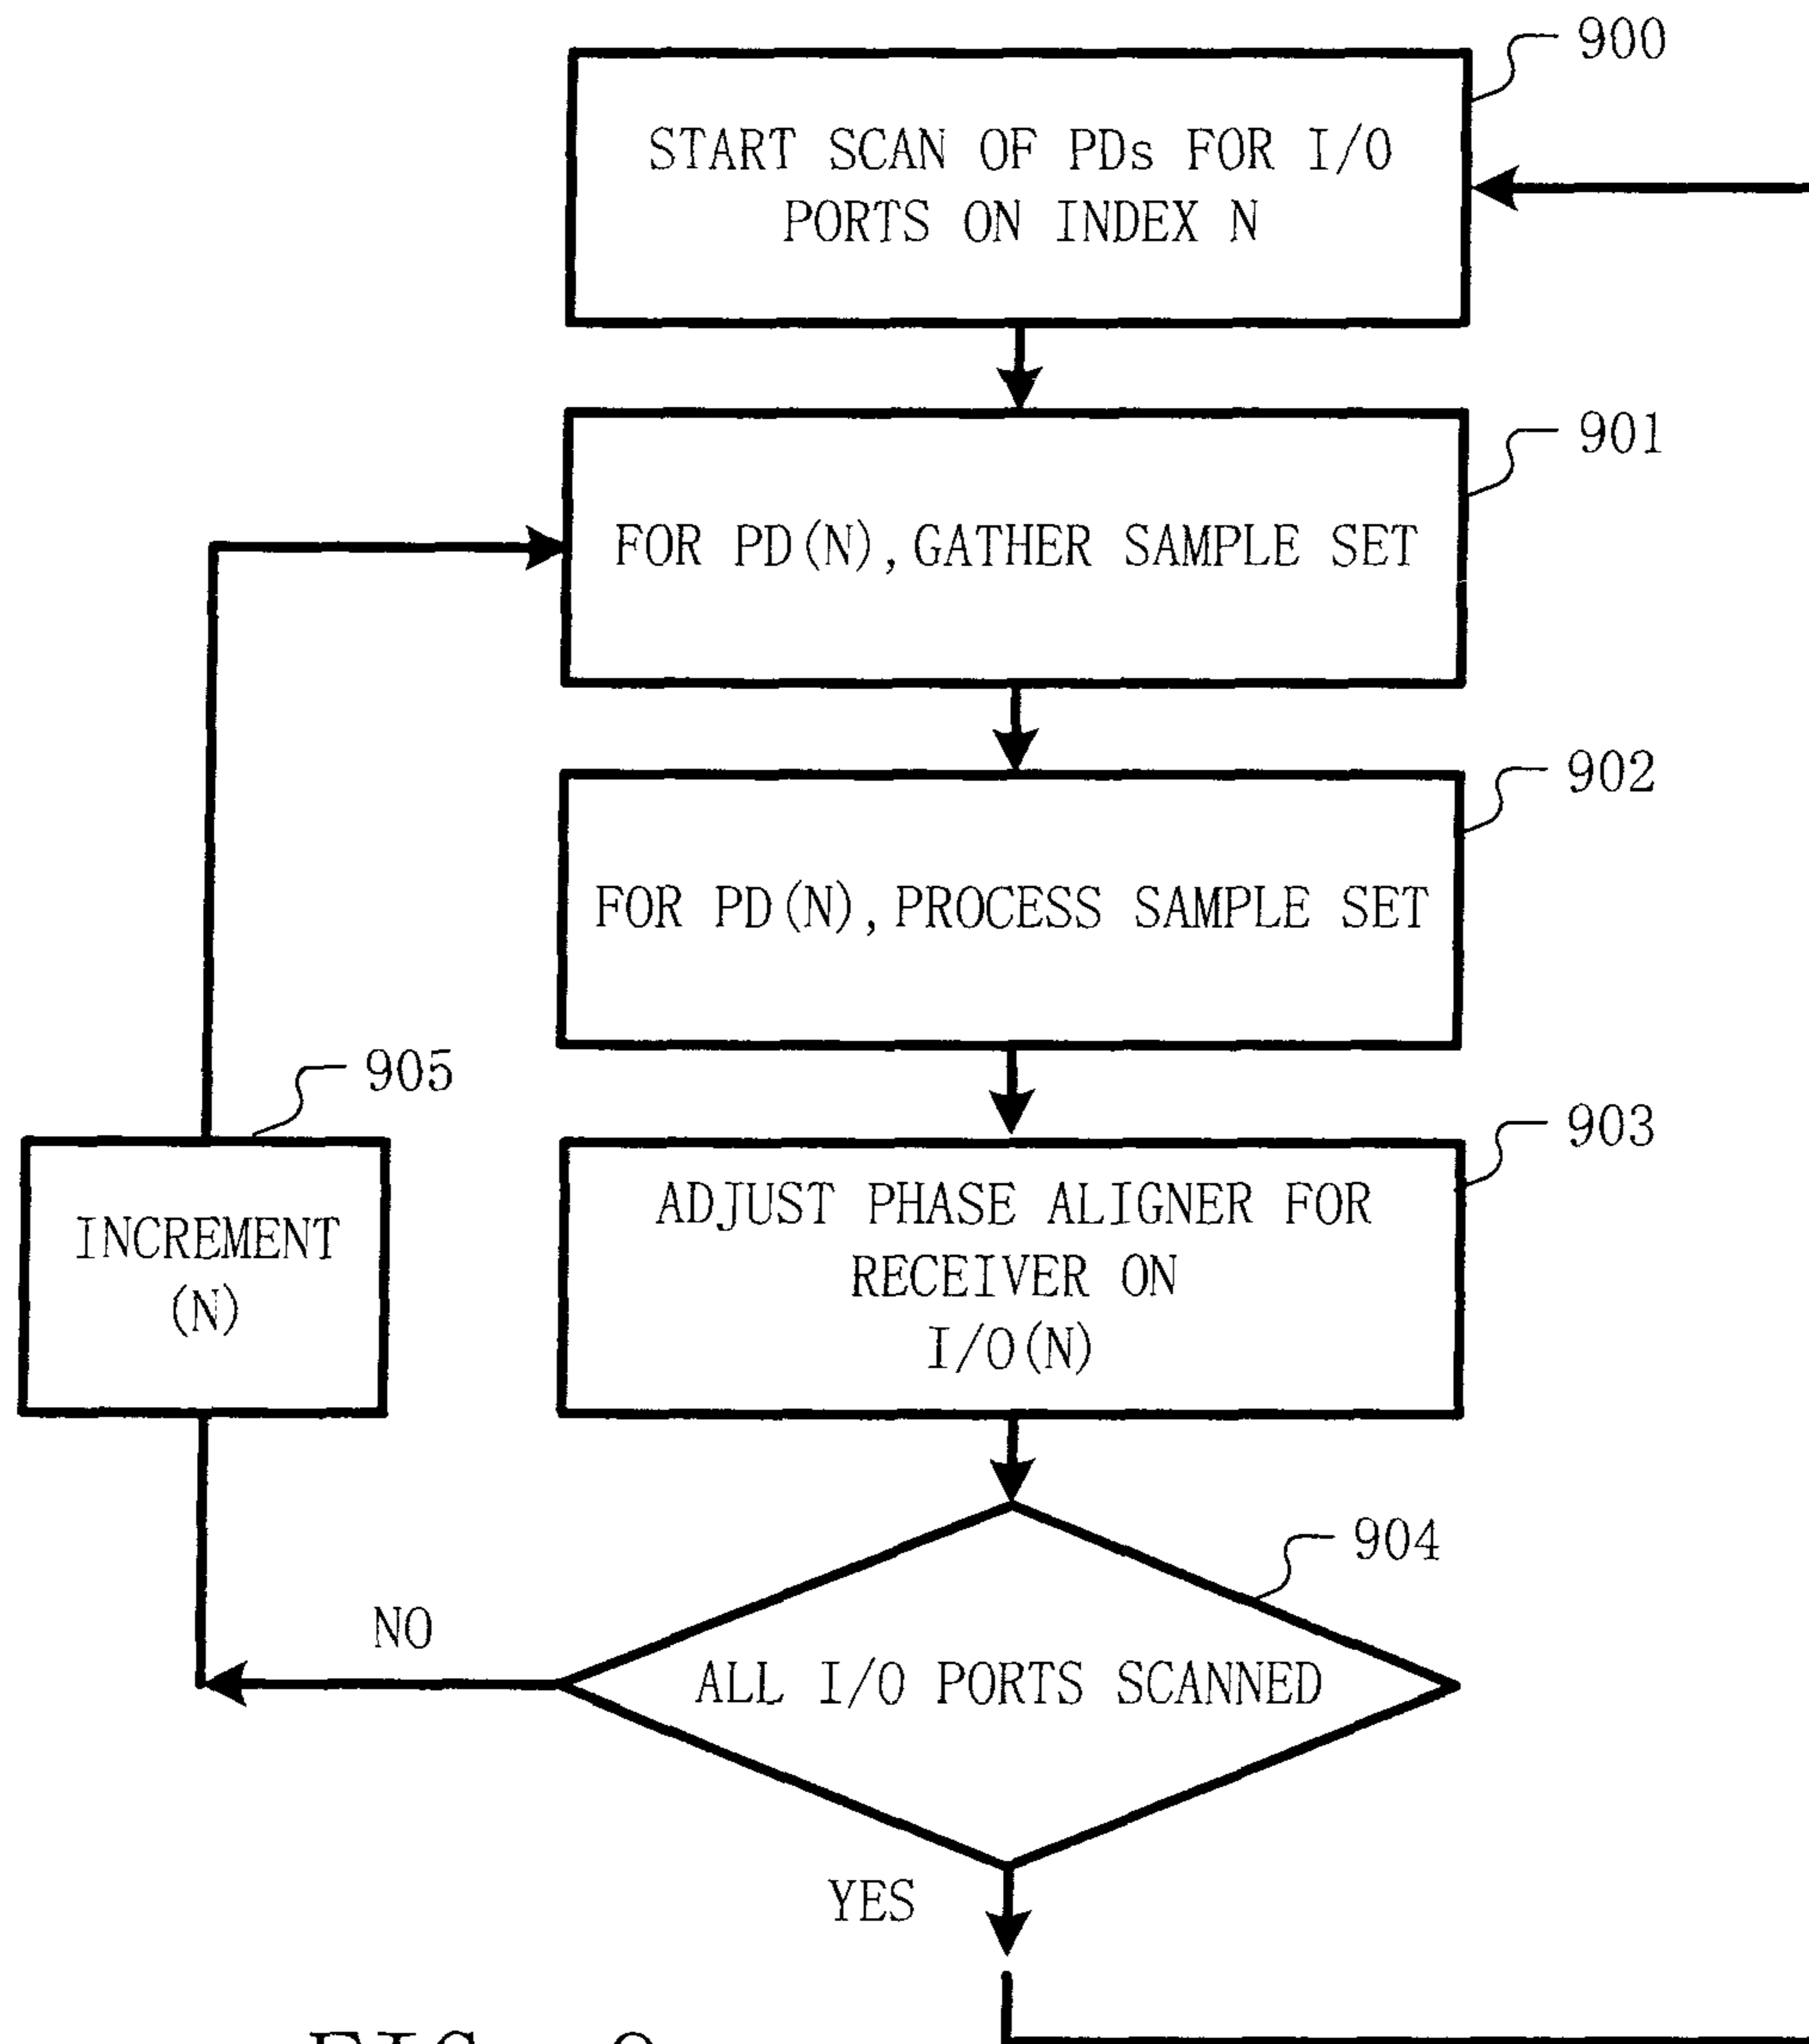 900
START SCAN OF PDs FOR I/O
PORTS ON INDEX N
901
FOR PD(N), GATHER SAMPLE SET
902
FOR PD(N), PROCESS SAMPLE SET
905
903
INCREMENT
(N)
ADJUST PHASE ALIGNER FOR
RECEIVER ON
I/O(N)
904
NO
ALL I/O PORTS SCANNED
YES